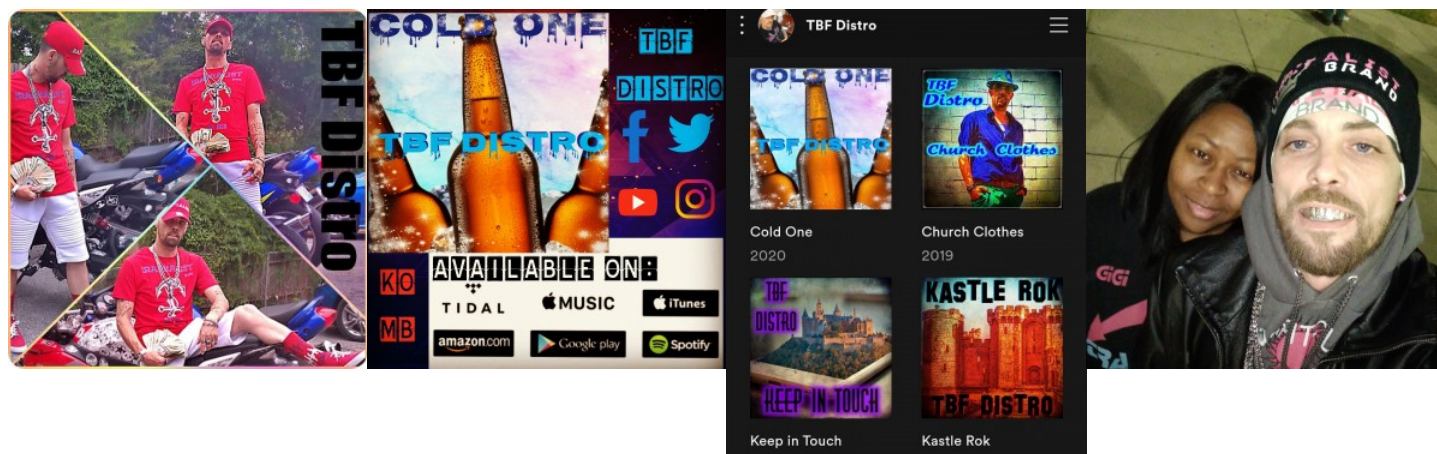 TBF DiStro
COLD ONE
TBF DISTRO
TBF
DISTRO
KO
MB
AVAILABLE ON:
TIDAL
MUSIC
iTunes
amazon.com
Google play
Spotify
TBF Distro
COLD ONE
TBF DISTRO
TBF
Distro
Church Clothes
Cold One
2020
Church Clothes
2019
TBF
DISTRO
KEEP IN TOUCH
KASTLE ROK
TBF DISTRO
Keep in Touch
Kastle Rok
BRAND
BRAND
GiGi